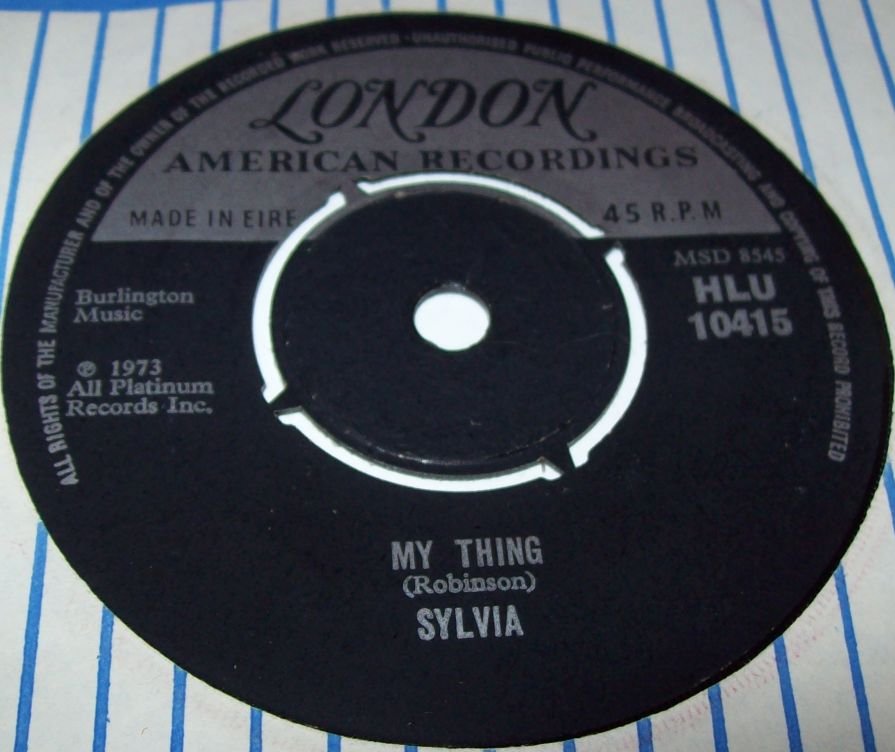 ALL RIGHTS OF THE MANUFACTURER AND OF THE OWNER OF THE RECORDED WORK RESERVED · UNAUTHORISED PUBLIC PERFORMANCE BROADCASTING AND COPYING OF THIS RECORD PROHIBITED
LONDON
AMERICAN RECORDINGS
MADE IN EIRE
45 R.P.M
MSD 8545
HLU
10415
Burlington
Music
℗ 1973
All Platinum
Records Inc.
MY THING
(Robinson)
SYLVIA